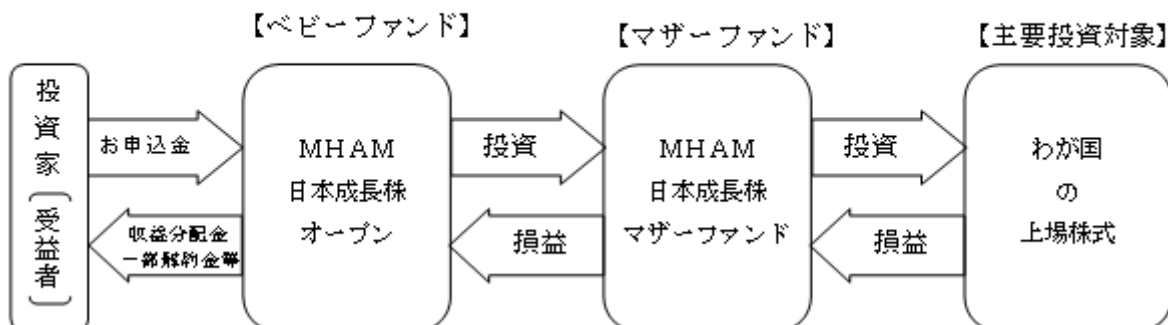 【ベビーファンド】
【マザーファンド】
【主要投資対象】
投資家(受益者)
お申込金
収益分配金
一部解約金等
MHAM
日本成長株
オープン
投資
損益
MHAM
日本成長株
マザーファンド
投資
損益
わが国
の
上場株式